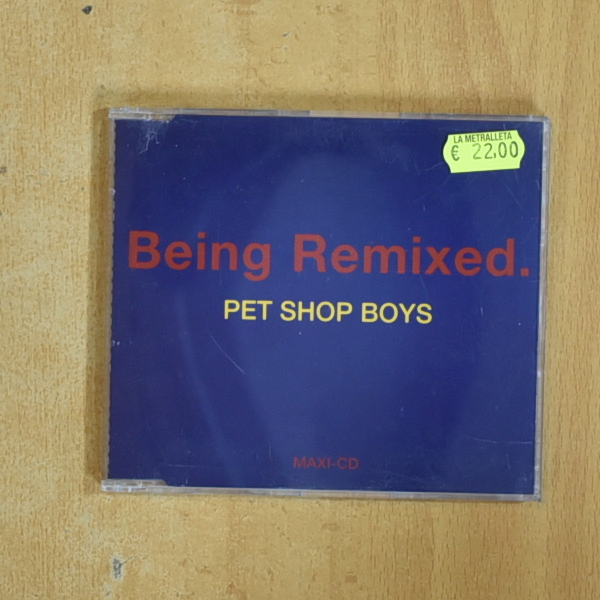 LA METRALLETA
€ 22,00
Being Remixed.
PET SHOP BOYS
MAXI-CD